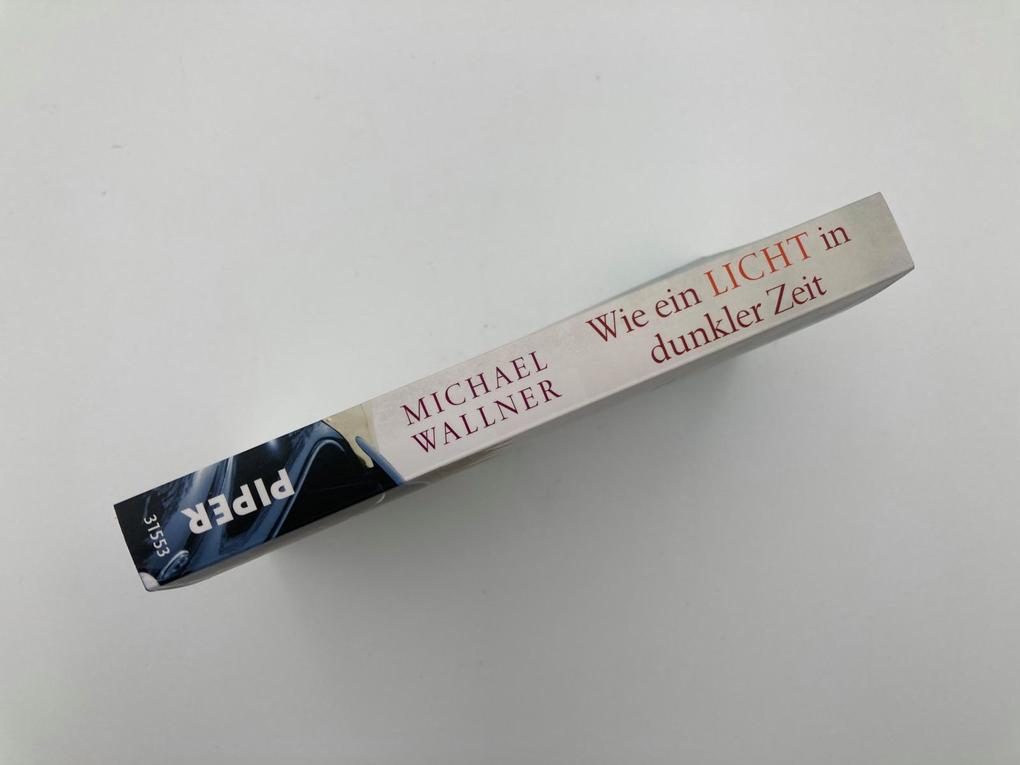 MICHAEL
WALLNER
Wie ein LICHT in
dunkler Zeit
PIPER
31553